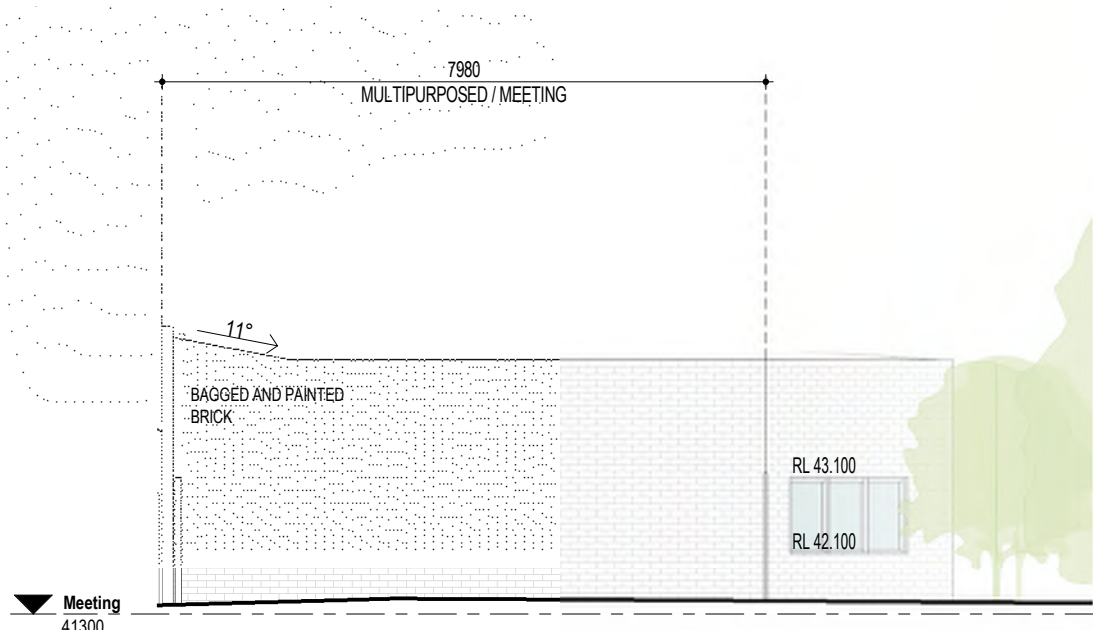 7980
MULTIPURPOSED / MEETING
11°
BAGGED AND PAINTED
BRICK
RL 43.100
RL 42.100
Meeting
41300